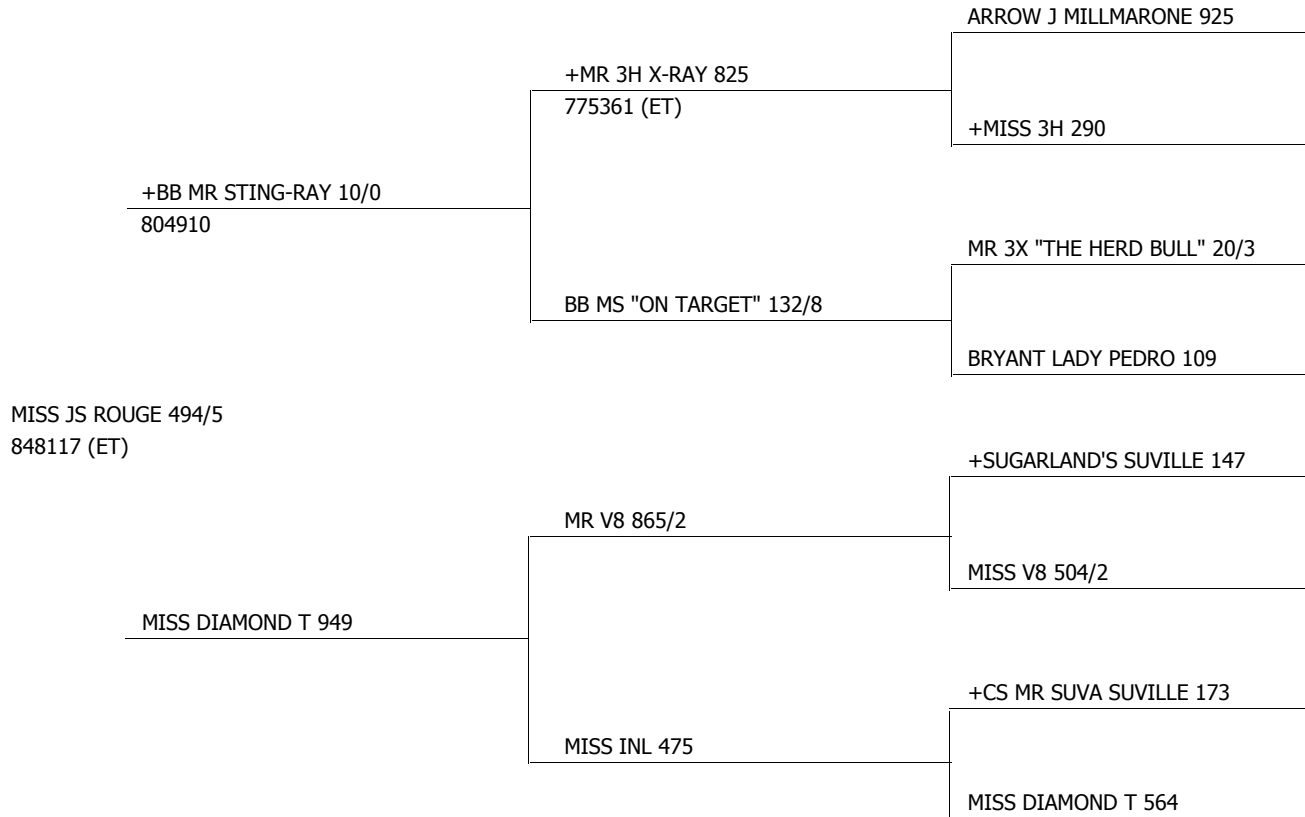 ARROW J MILLMARONE 925
+MR 3H X-RAY 825
775361 (ET)
+MISS 3H 290
+BB MR STING-RAY 10/0
804910
MR 3X "THE HERD BULL" 20/3
BB MS "ON TARGET" 132/8
BRYANT LADY PEDRO 109
MISS JS ROUGE 494/5
848117 (ET)
+SUGARLAND'S SUVILLE 147
MR V8 865/2
MISS V8 504/2
MISS DIAMOND T 949
+CS MR SUVA SUVILLE 173
MISS INL 475
MISS DIAMOND T 564